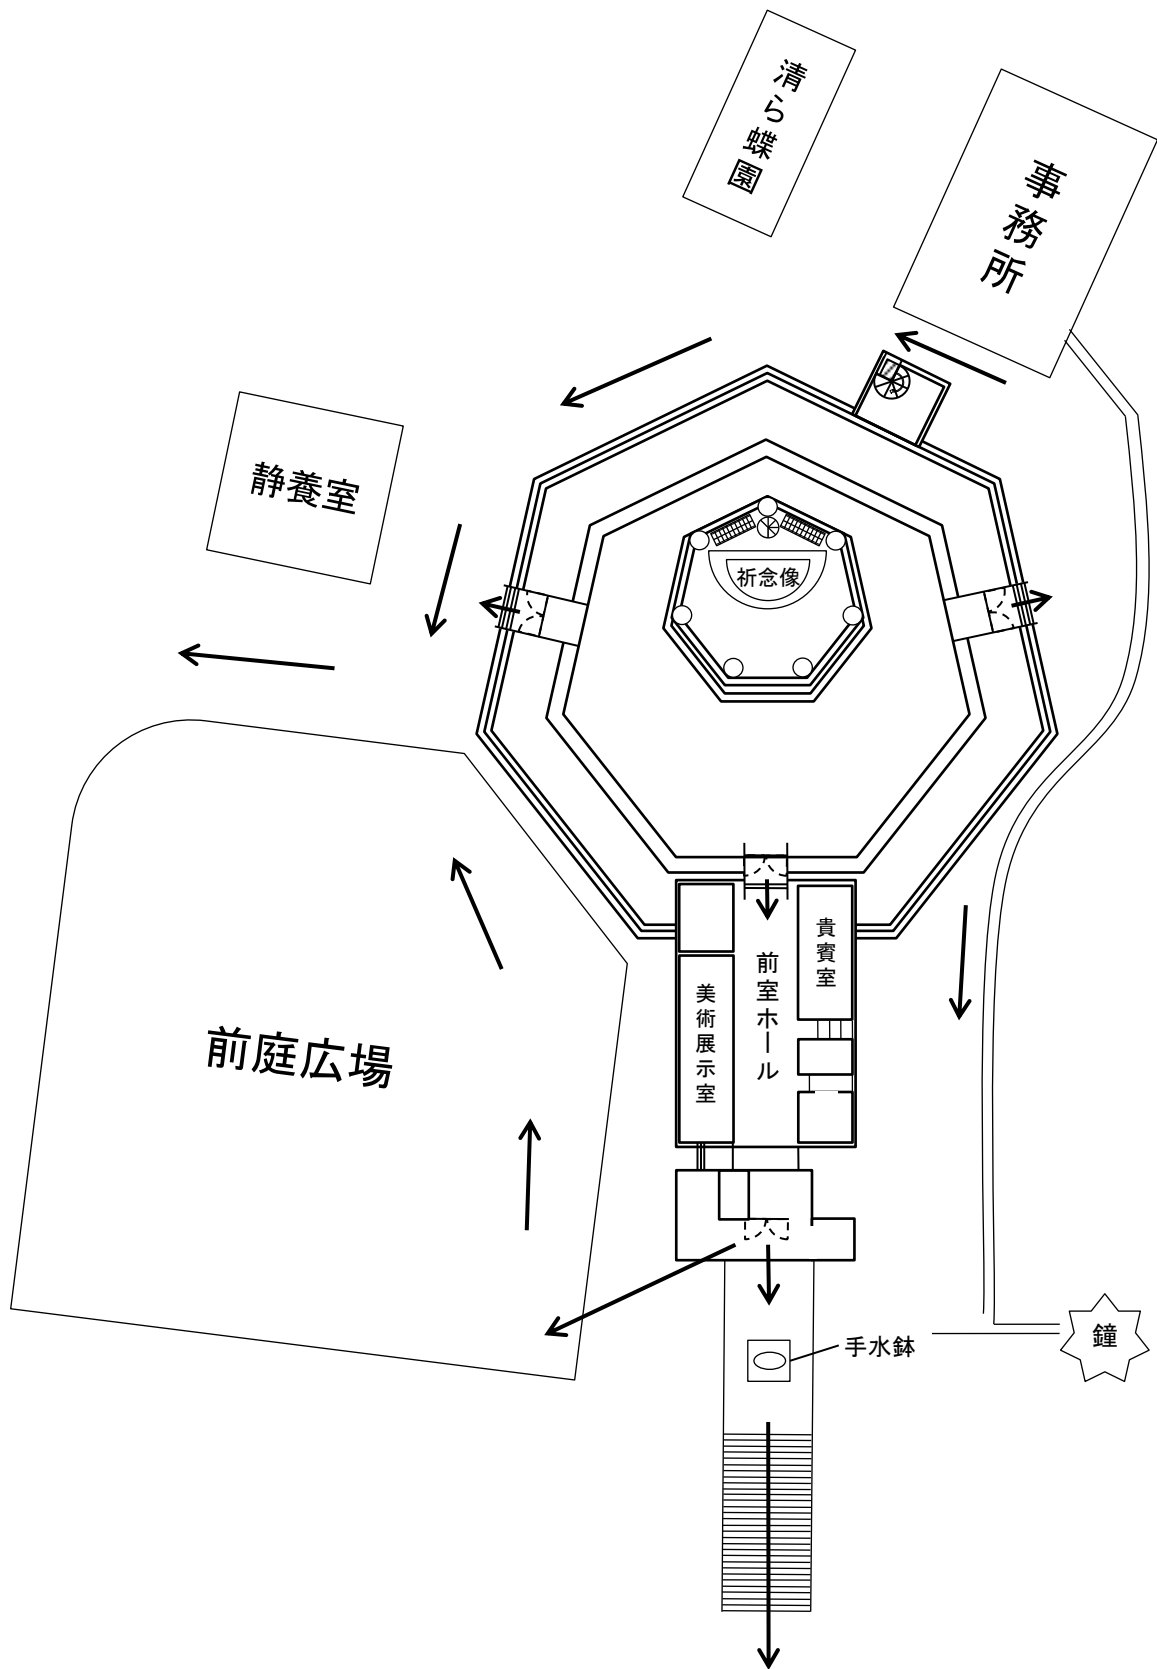 清ら蝶園
事務所
静養室
祈念像
貴賓室
前室ホール
美術展示室
前庭広場
手水鉢
鐘